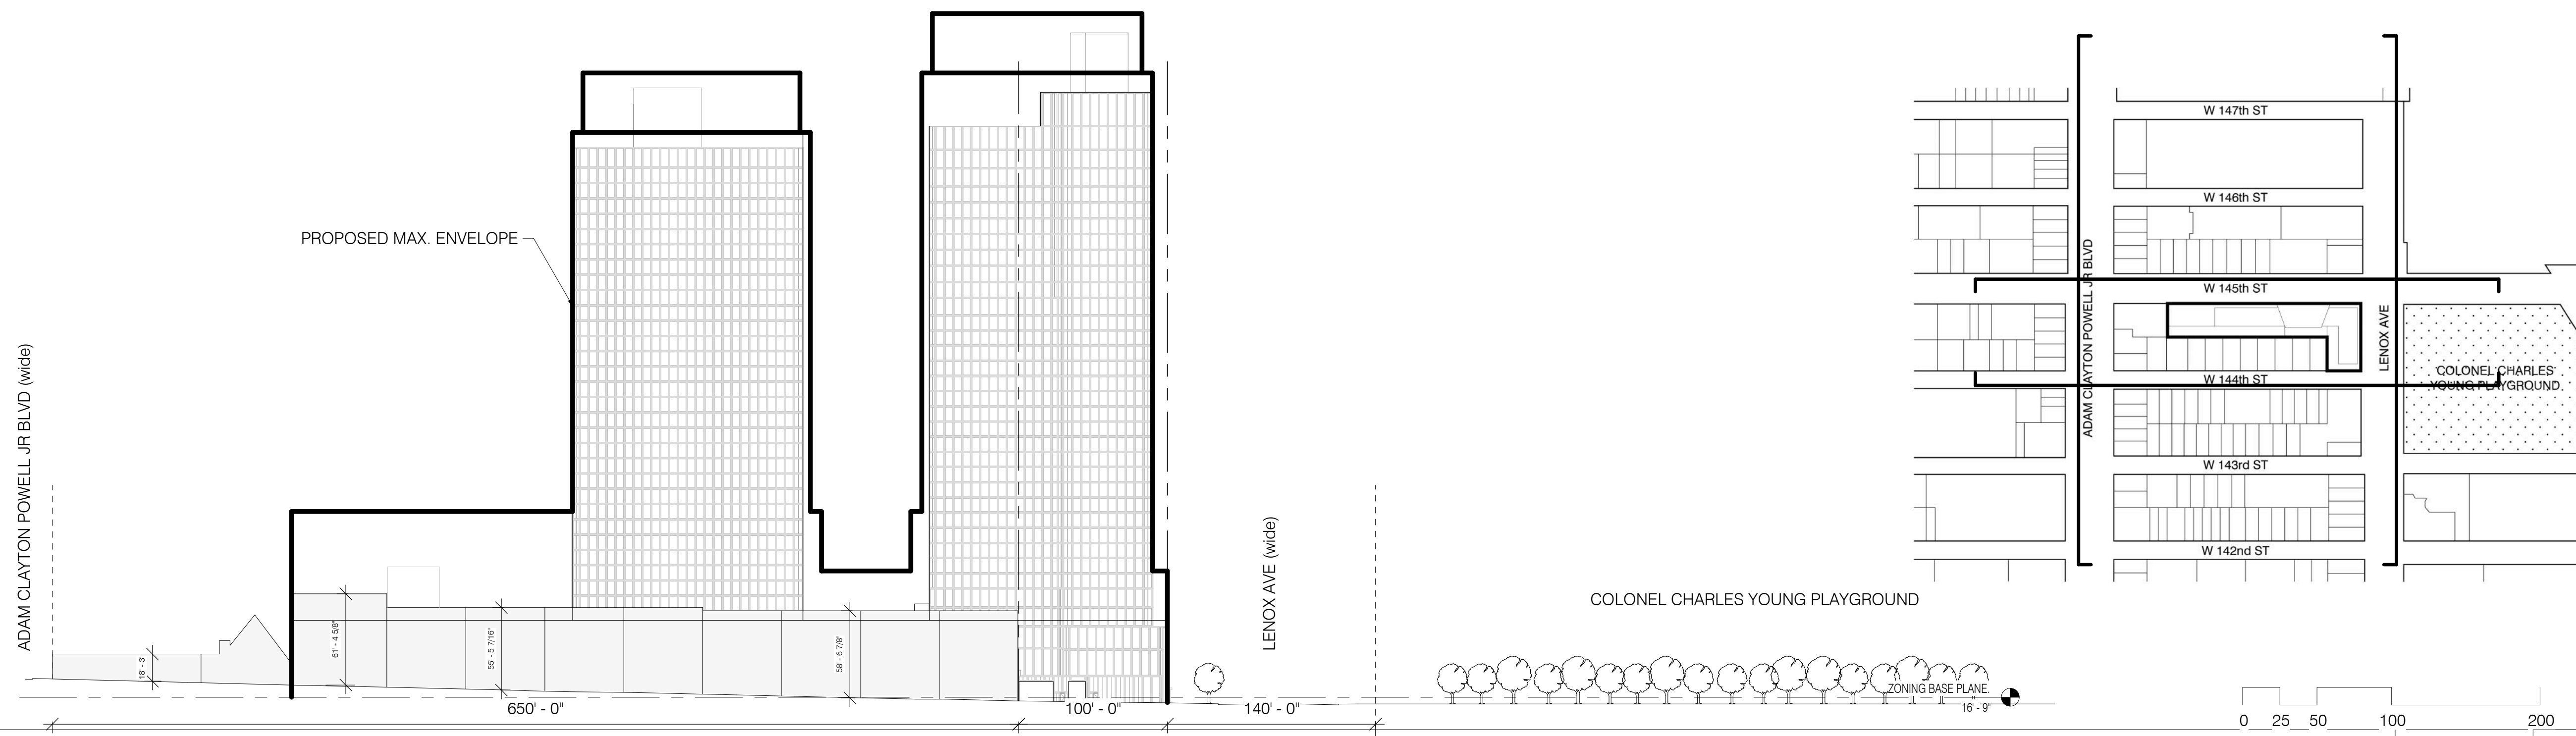 ADAM CLAYTON POWELL JR BLVD (wide)
PROPOSED MAX. ENVELOPE
18' - 3"
61' - 4 5/8"
55' - 5 7/16"
58' - 6 7/8"
LENOX AVE (wide)
COLONEL CHARLES YOUNG PLAYGROUND
ZONING BASE PLANE.
16' - 9"
650' - 0"
100' - 0"
140' - 0"
W 147th ST
W 146th ST
ADAM CLAYTON POWELL JR BLVD
W 145th ST
LENOX AVE
COLONEL CHARLES
YOUNG PLAYGROUND
W 144th ST
W 143rd ST
W 142nd ST
0 25 50 100 200